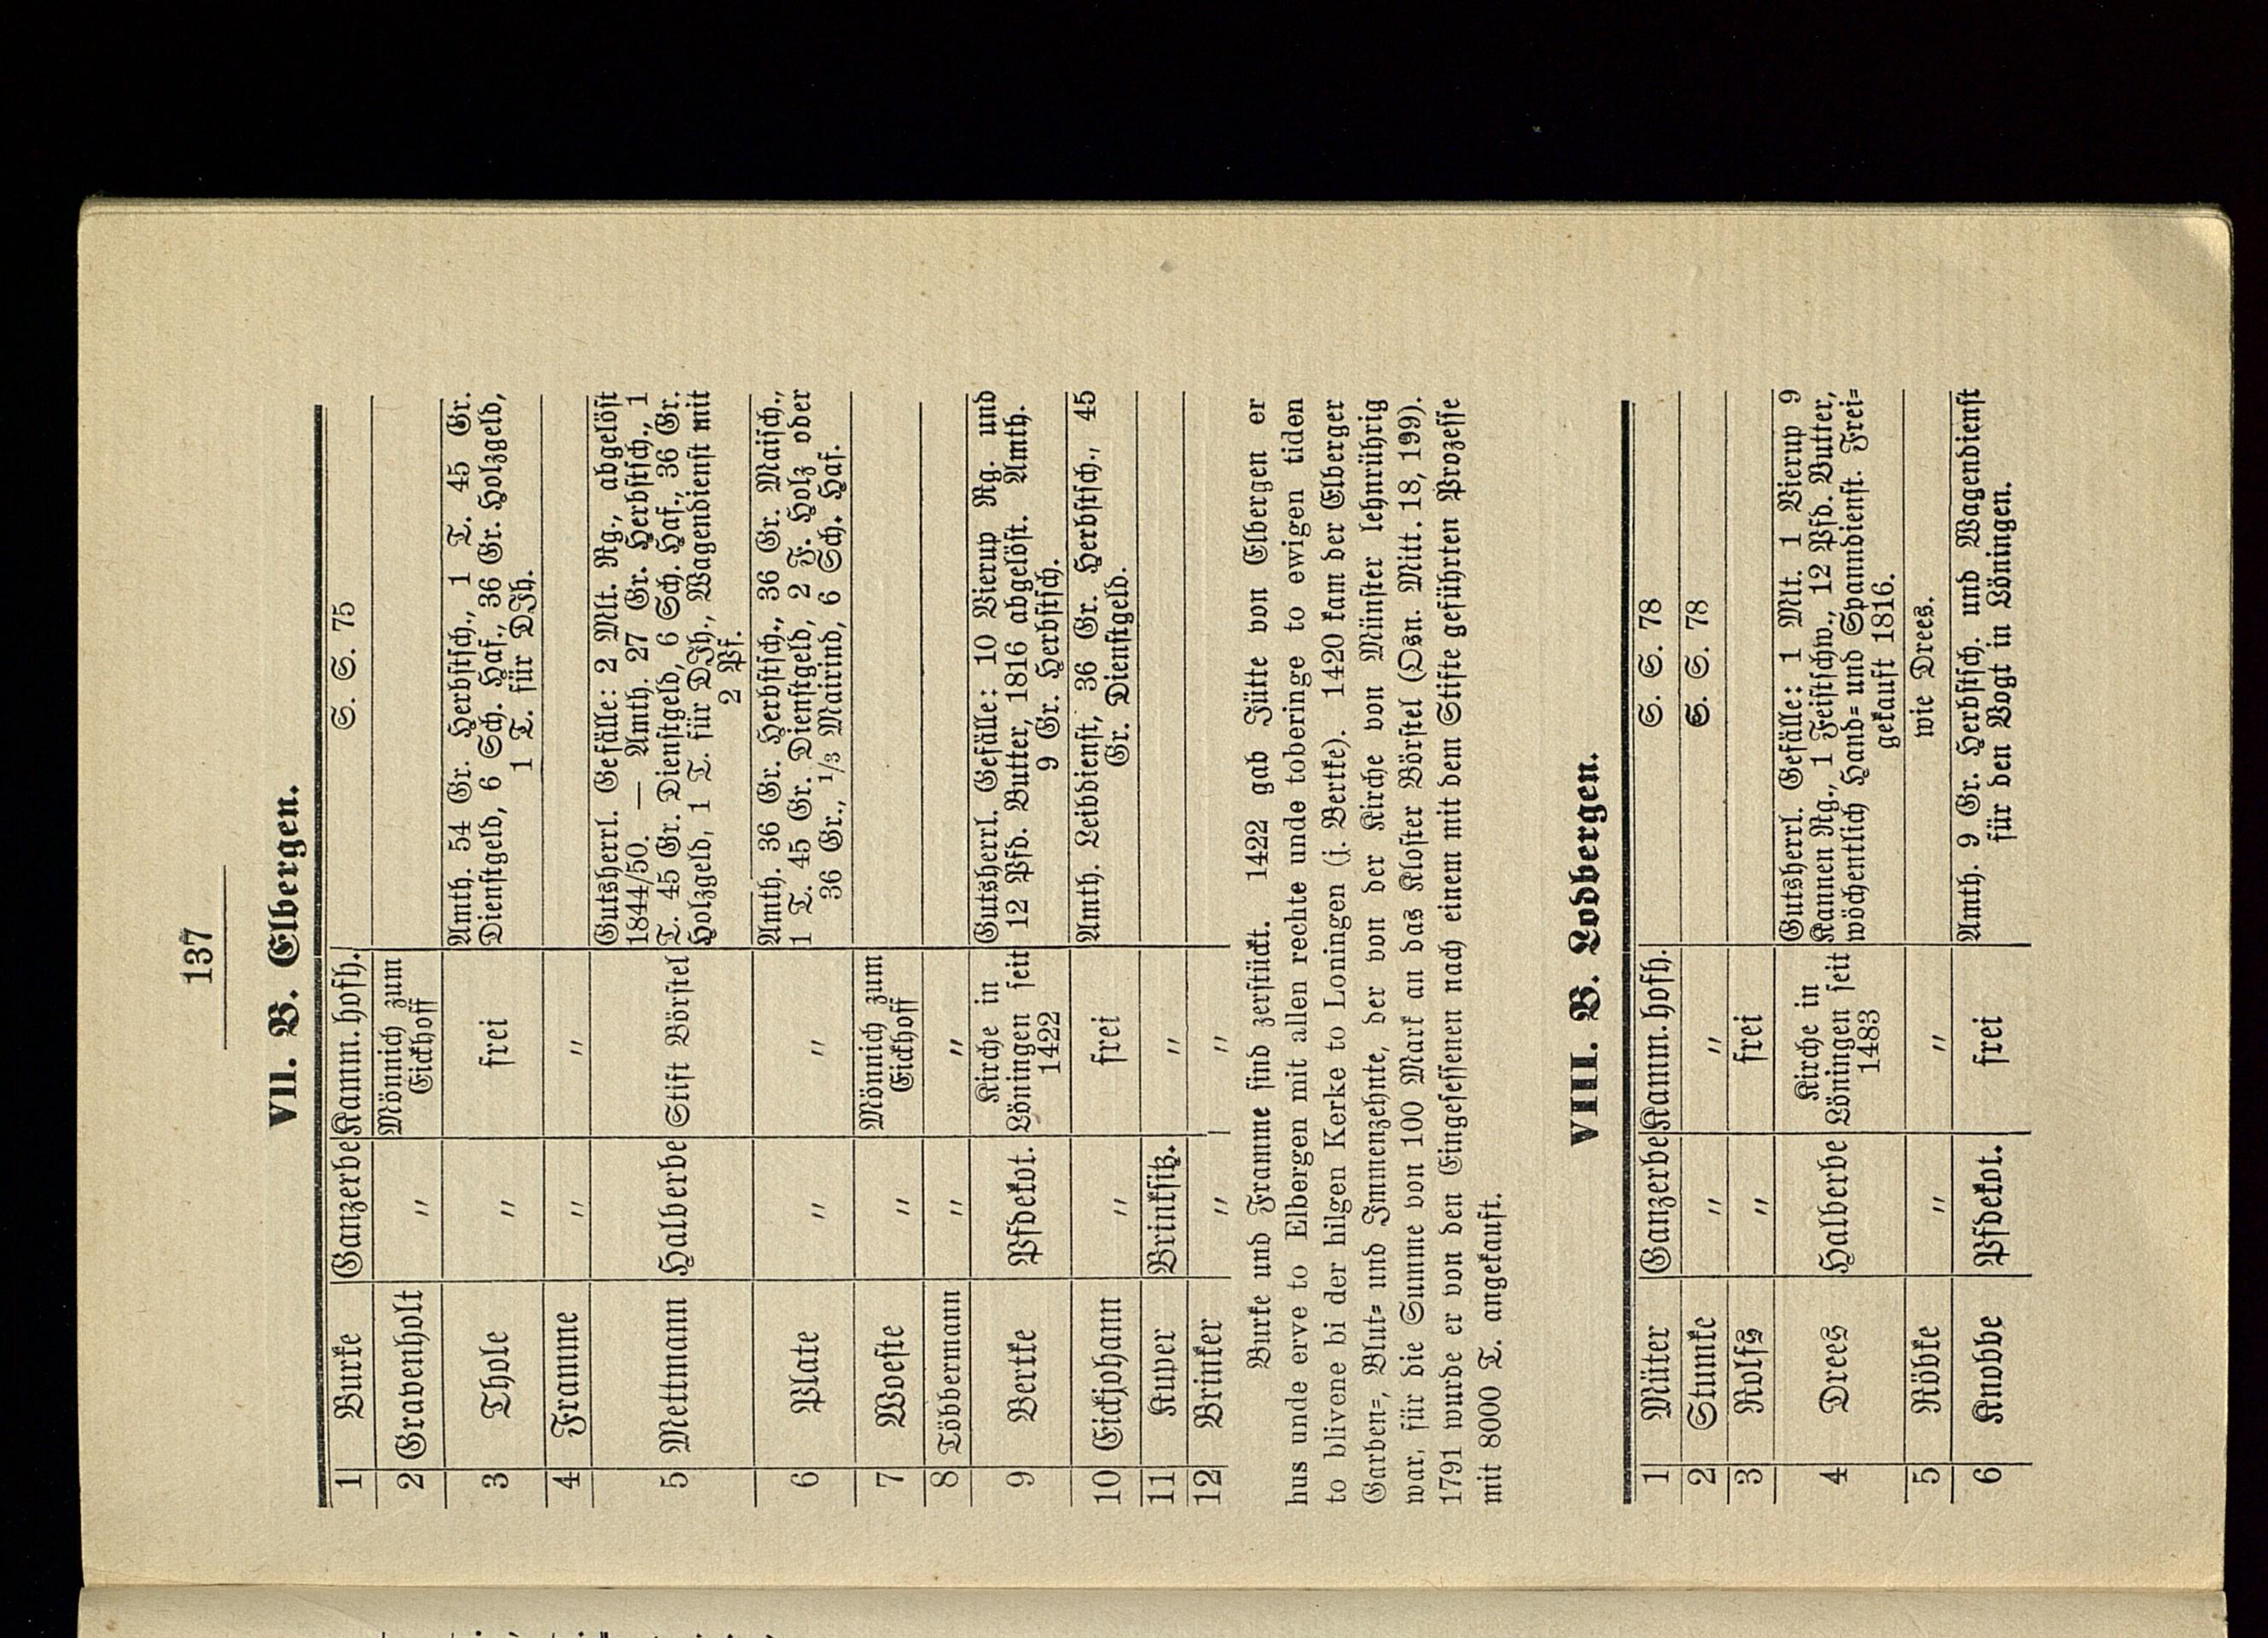 137
VII. B. Elbergen.
1 Burke Ganzerbe Kamm. hofh. S. S. 75
2 Gravenholt " Mönnich zum
Eickhoff
3 Thole " frei Amth. 54 Gr. Herbstsch., 1 T. 45 Gr.
Dienstgeld, 6 Sch. Haf., 36 Gr. Holzgeld,
1 T. für DJh.
4 Framme " "
5 Mettmann Halberbe Stift Börstel Gutsherrl. Gefälle: 2 Mlt. Rg., abgelöst
1844/50. — Amth. 27 Gr. Herbstsch., 1
T. 45 Gr. Dienstgeld, 6 Sch. Haf., 36 Gr.
Holzgeld, 1 T. für DJh., Wagendienst mit
2 Pf.
6 Plate " " Amth. 36 Gr. Herbstsch., 36 Gr. Maisch.,
1 T. 45 Gr. Dienstgeld, 2 F. Holz oder
36 Gr., 1/3 Mairind, 6 Sch. Haf.
7 Woeste " Mönnich zum
Eickhoff
8 Többermann " "
9 Bertke Pfdekot. Kirche in
Löningen seit
1422 Gutsherrl. Gefälle: 10 Vierup Rg. und
12 Pfd. Butter, 1816 abgelöst. Amth.
9 Gr. Herbstsch.
10 Eickjohann " frei Amth. Leibdienst, 36 Gr. Herbstsch., 45
Gr. Dienstgeld.
11 Kuper Brinksitz. "
12 Brinker " "
Burke und Framme sind zerstückt. 1422 gab Jütte von Elbergen er
hus unde erve to Elbergen mit allen rechte unde toberinge to ewigen tiden
to blivene bi der hilgen Kerke to Loningen (j. Bertke). 1420 kam der Elberger
Garben=, Blut= und Immenzehnte, der von der Kirche von Münster lehnrührig
war, für die Summe von 100 Mark an das Kloster Börstel (Osn. Mitt. 18, 199).
1791 wurde er von den Eingesessenen nach einem mit dem Stifte geführten Prozesse
mit 8000 T. angekauft.
VIII. B. Lodbergen.
1 Müter Ganzerbe Kamm. hofh. S. S. 78
2 Stumke " " S. S. 78
3 Rolfs " frei
4 Drees Halberbe Kirche in
Löningen seit
1483 Gutsherrl. Gefälle: 1 Mlt. 1 Vierup 9
Kannen Rg., 1 Feistschw., 12 Pfd. Butter,
wöchentlich Hand= und Spanndienst. Frei=
gekauft 1816.
5 Röbke " " wie Drees.
6 Knobbe Pfdekot. frei Amth. 9 Gr. Herbstsch. und Wagendienst
für den Vogt in Löningen.